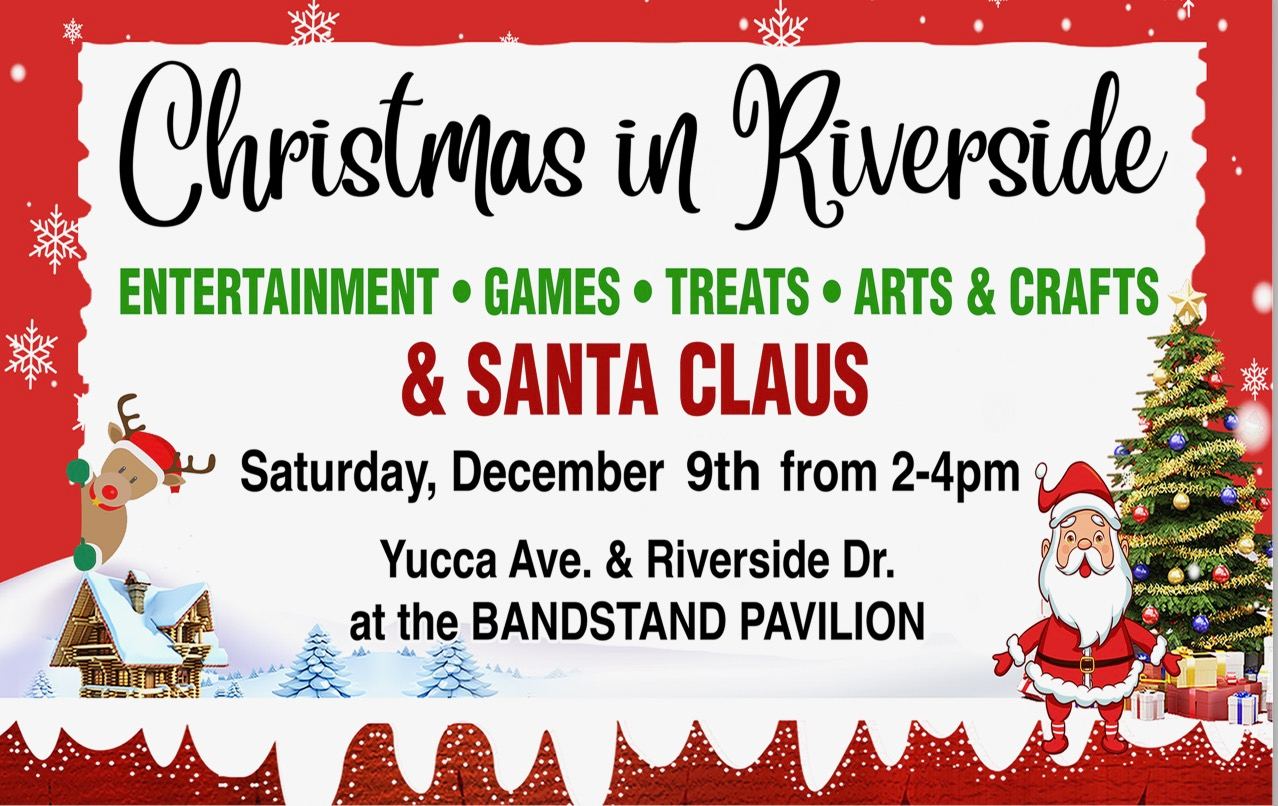 Christmas in Riverside
ENTERTAINMENT • GAMES • TREATS • ARTS & CRAFTS
& SANTA CLAUS
Saturday, December 9th from 2-4pm
Yucca Ave. & Riverside Dr.
at the BANDSTAND PAVILION